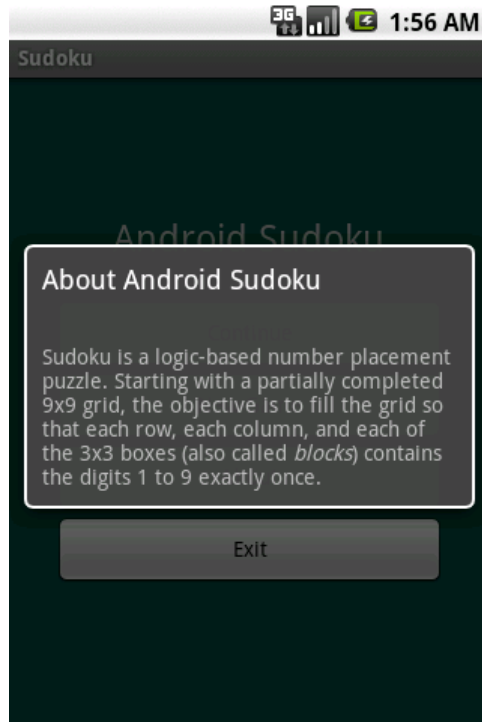 3G 1:56 AM
Sudoku
Android Sudoku
About Android Sudoku
Continue
Sudoku is a logic-based number placement
puzzle. Starting with a partially completed
9x9 grid, the objective is to fill the grid so
that each row, each column, and each of
the 3x3 boxes (also called blocks) contains
the digits 1 to 9 exactly once.
Exit